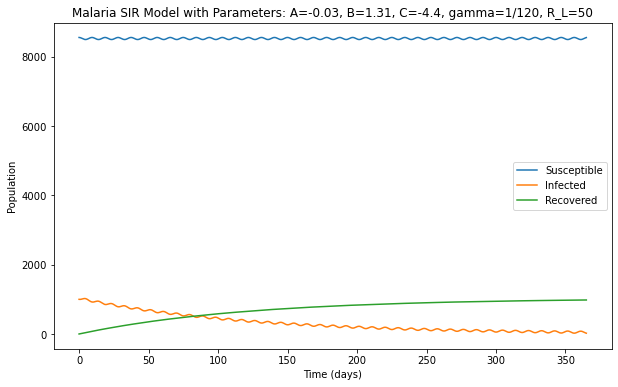 Malaria SIR Model with Parameters: A=-0.03, B=1.31, C=-4.4, gamma=1/120, R_L=50
8000
6000
4000
2000
0
Population
Susceptible
Infected
Recovered
0 50 100 150 200 250 300 350
Time (days)